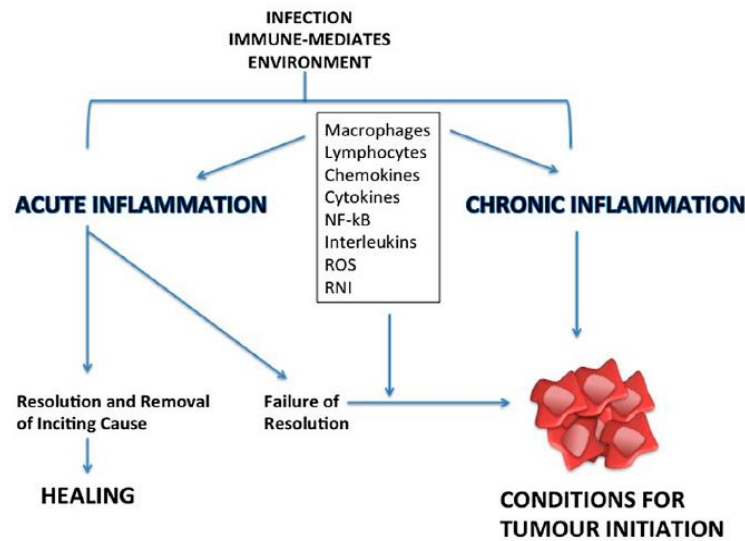 INFECTION
IMMUNE-MEDIATES
ENVIRONMENT
Macrophages
Lymphocytes
Chemokines
Cytokines
NF-kB
Interleukins
ROS
RNI
ACUTE INFLAMMATION
CHRONIC INFLAMMATION
Resolution and Removal
of Inciting Cause
Failure of
Resolution
HEALING
CONDITIONS FOR
TUMOUR INITIATION